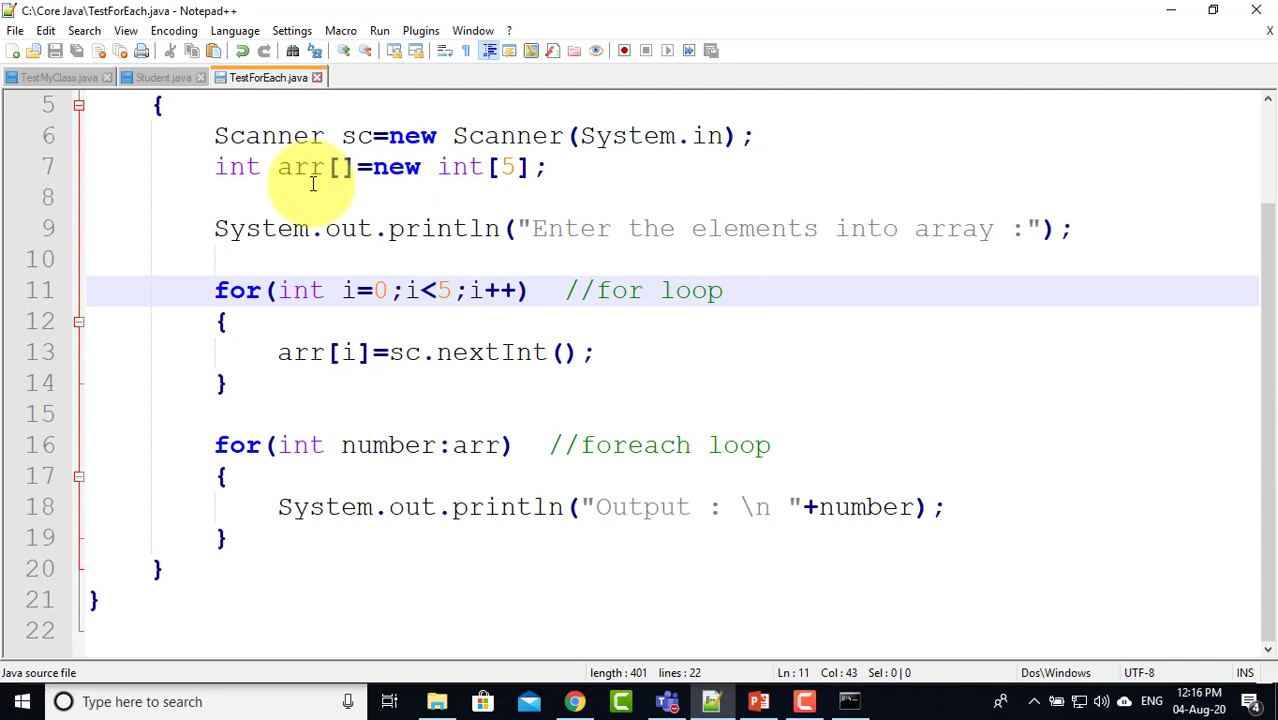 C:\Core Java\TestForEach.java - Notepad++
File Edit Search View Encoding Language Settings Macro Run Plugins Window ? X
TestMyClass.java Student.java TestForEach.java
5 {
6 Scanner sc=new Scanner(System.in);
7 int arr[]=new int[5];
8
9 System.out.println("Enter the elements into array :");
10
11 for(int i=0;i<5;i++) //for loop
12 {
13 arr[i]=sc.nextInt();
14 }
15
16 for(int number:arr) //foreach loop
17 {
18 System.out.println("Output : \n "+number);
19 }
20 }
21 }
22
Java source file length : 401 lines : 22 Ln : 11 Col : 43 Sel : 0 | 0 Dos\Windows UTF-8 INS
Type here to search ENG 12:16 PM
04-Aug-20 4